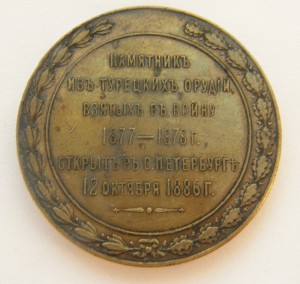 ПАМЯТНИКЪ
ИЗЪ ТУРЕЦКИХЪ ОРУДІЙ,
ВЗЯТЫХЪ ВЪ ВОЙНУ
1877—1878 г.,
ОТКРЫТЪ ВЪ С. ПЕТЕРБУРГѢ
12 ОКТЯБРЯ 1886 Г.